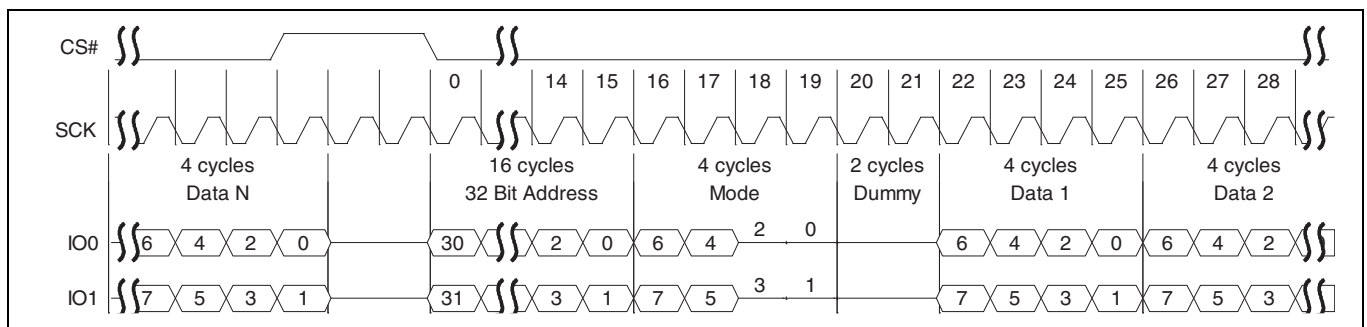 CS#
0 14 15 16 17 18 19 20 21 22 23 24 25 26 27 28
SCK
4 cycles 16 cycles 4 cycles 2 cycles 4 cycles 4 cycles
Data N 32 Bit Address Mode Dummy Data 1 Data 2
IO0 6 4 2 0 30 2 0 6 4 2 0 6 4 2 0 6 4 2
IO1 7 5 3 1 31 3 1 7 5 3 1 7 5 3 1 7 5 3